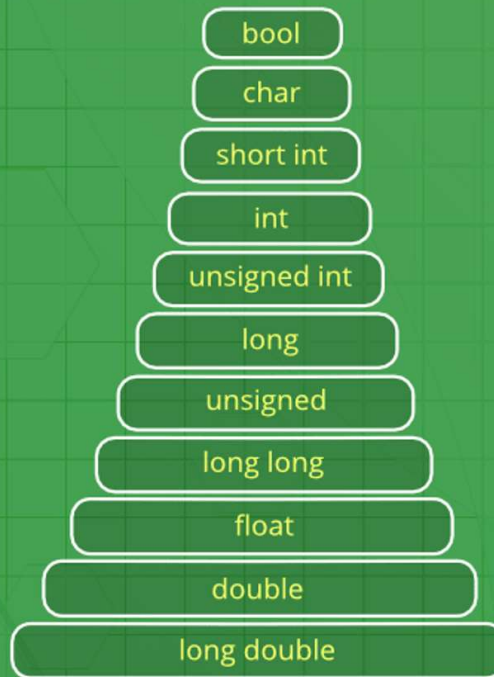 bool
char
short int
int
unsigned int
long
unsigned
long long
float
double
long double